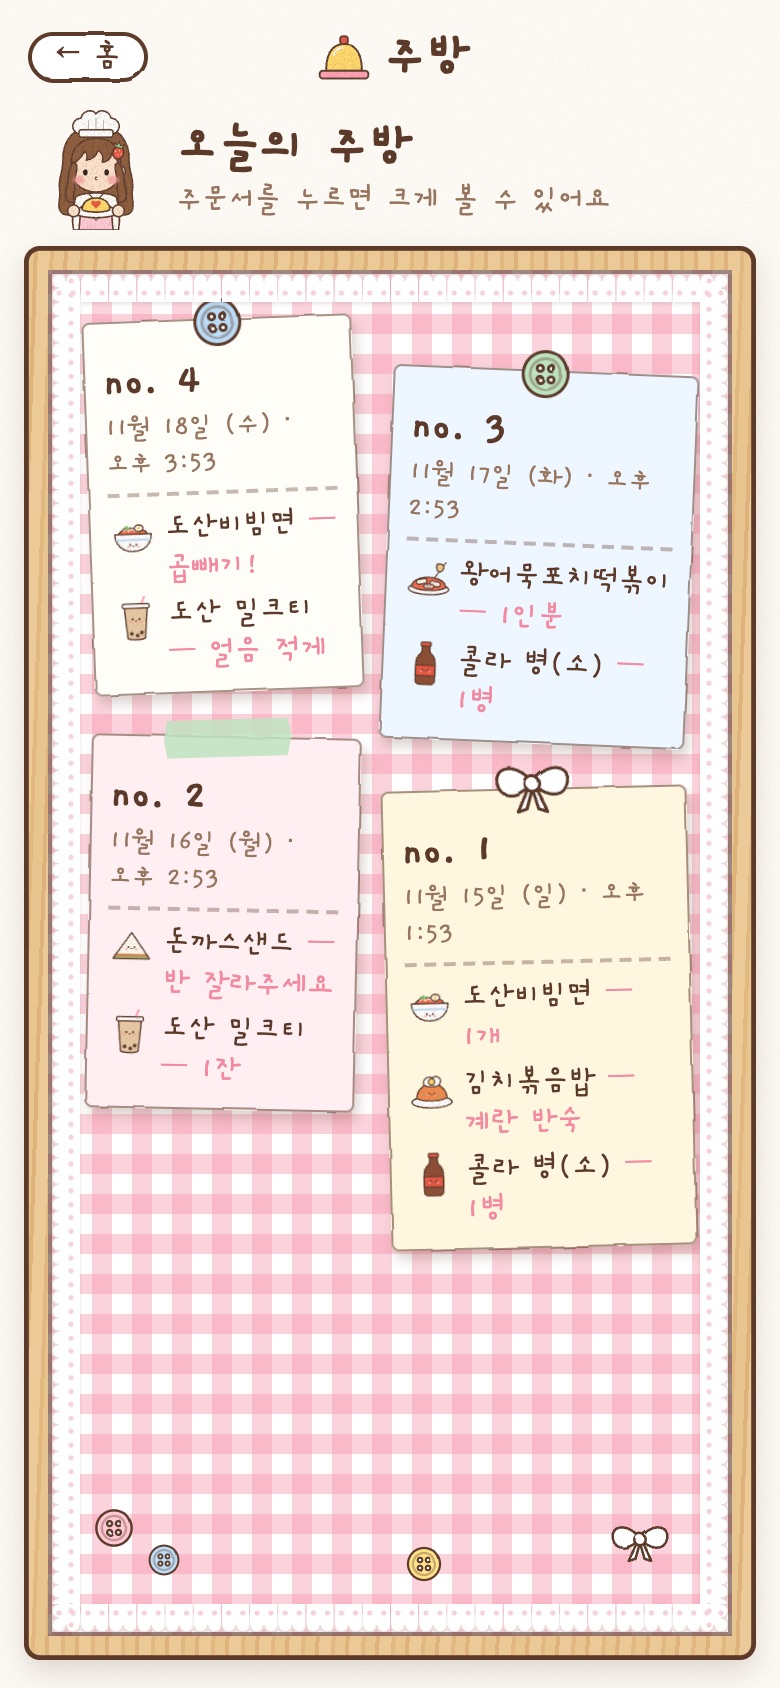 ← 홈
주방
오늘의 주방
주문서를 누르면 크게 볼 수 있어요
no. 4
11월 18일 (수) ·
오후 3:53
도산비빔면 —
곱빼기!
도산 밀크티
— 얼음 적게
no. 3
11월 17일 (화) · 오후
2:53
왕어묵포치떡볶이
— 1인분
콜라 병(소) —
1병
no. 2
11월 16일 (월) ·
오후 2:53
돈까스샌드 —
반 잘라주세요
도산 밀크티
— 1잔
no. 1
11월 15일 (일) · 오후
1:53
도산비빔면 —
1개
김치볶음밥 —
계란 반숙
콜라 병(소) —
1병